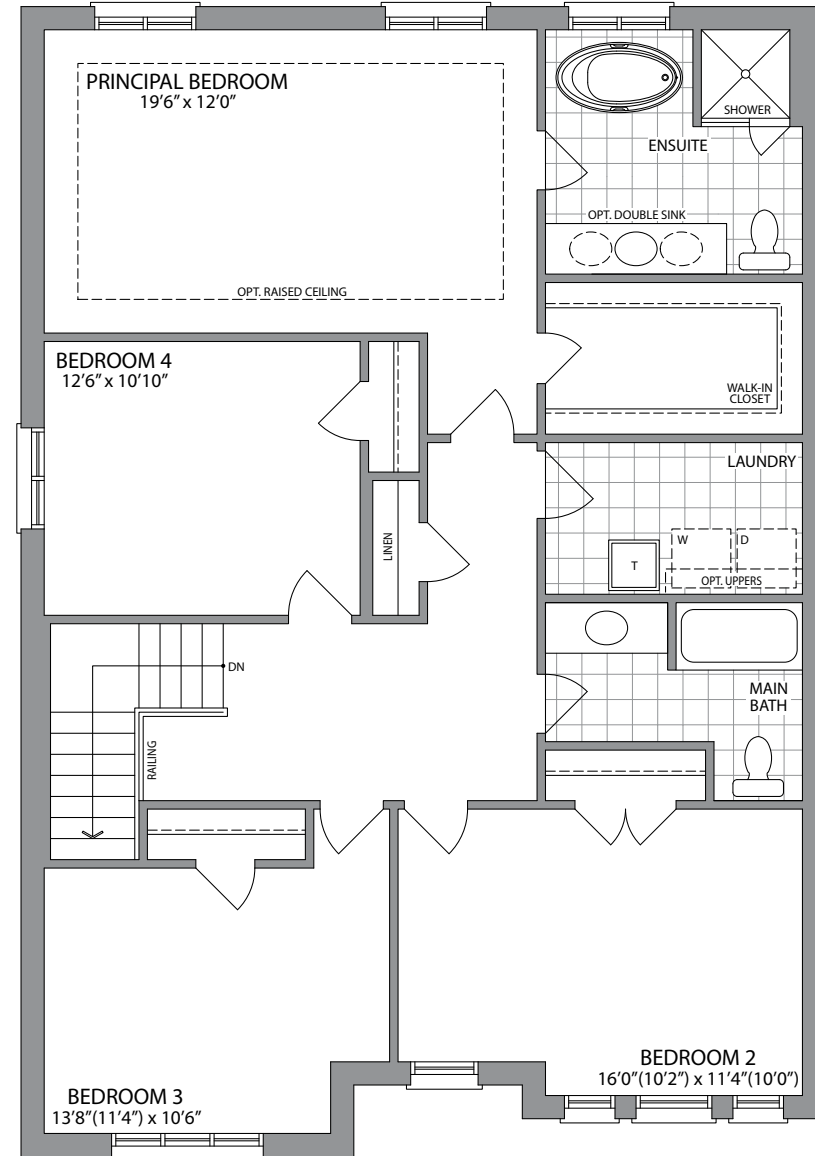 PRINCIPAL BEDROOM
19’6” x 12’0”
OPT. RAISED CEILING
SHOWER
ENSUITE
OPT. DOUBLE SINK
BEDROOM 4
12’6” x 10’10”
WALK-IN
CLOSET
LAUNDRY
LINEN
W
D
T
OPT. UPPERS
DN
RAILING
MAIN
BATH
BEDROOM 2
16’0”(10’2”) x 11’4”(10’0”)
BEDROOM 3
13’8”(11’4”) x 10’6”